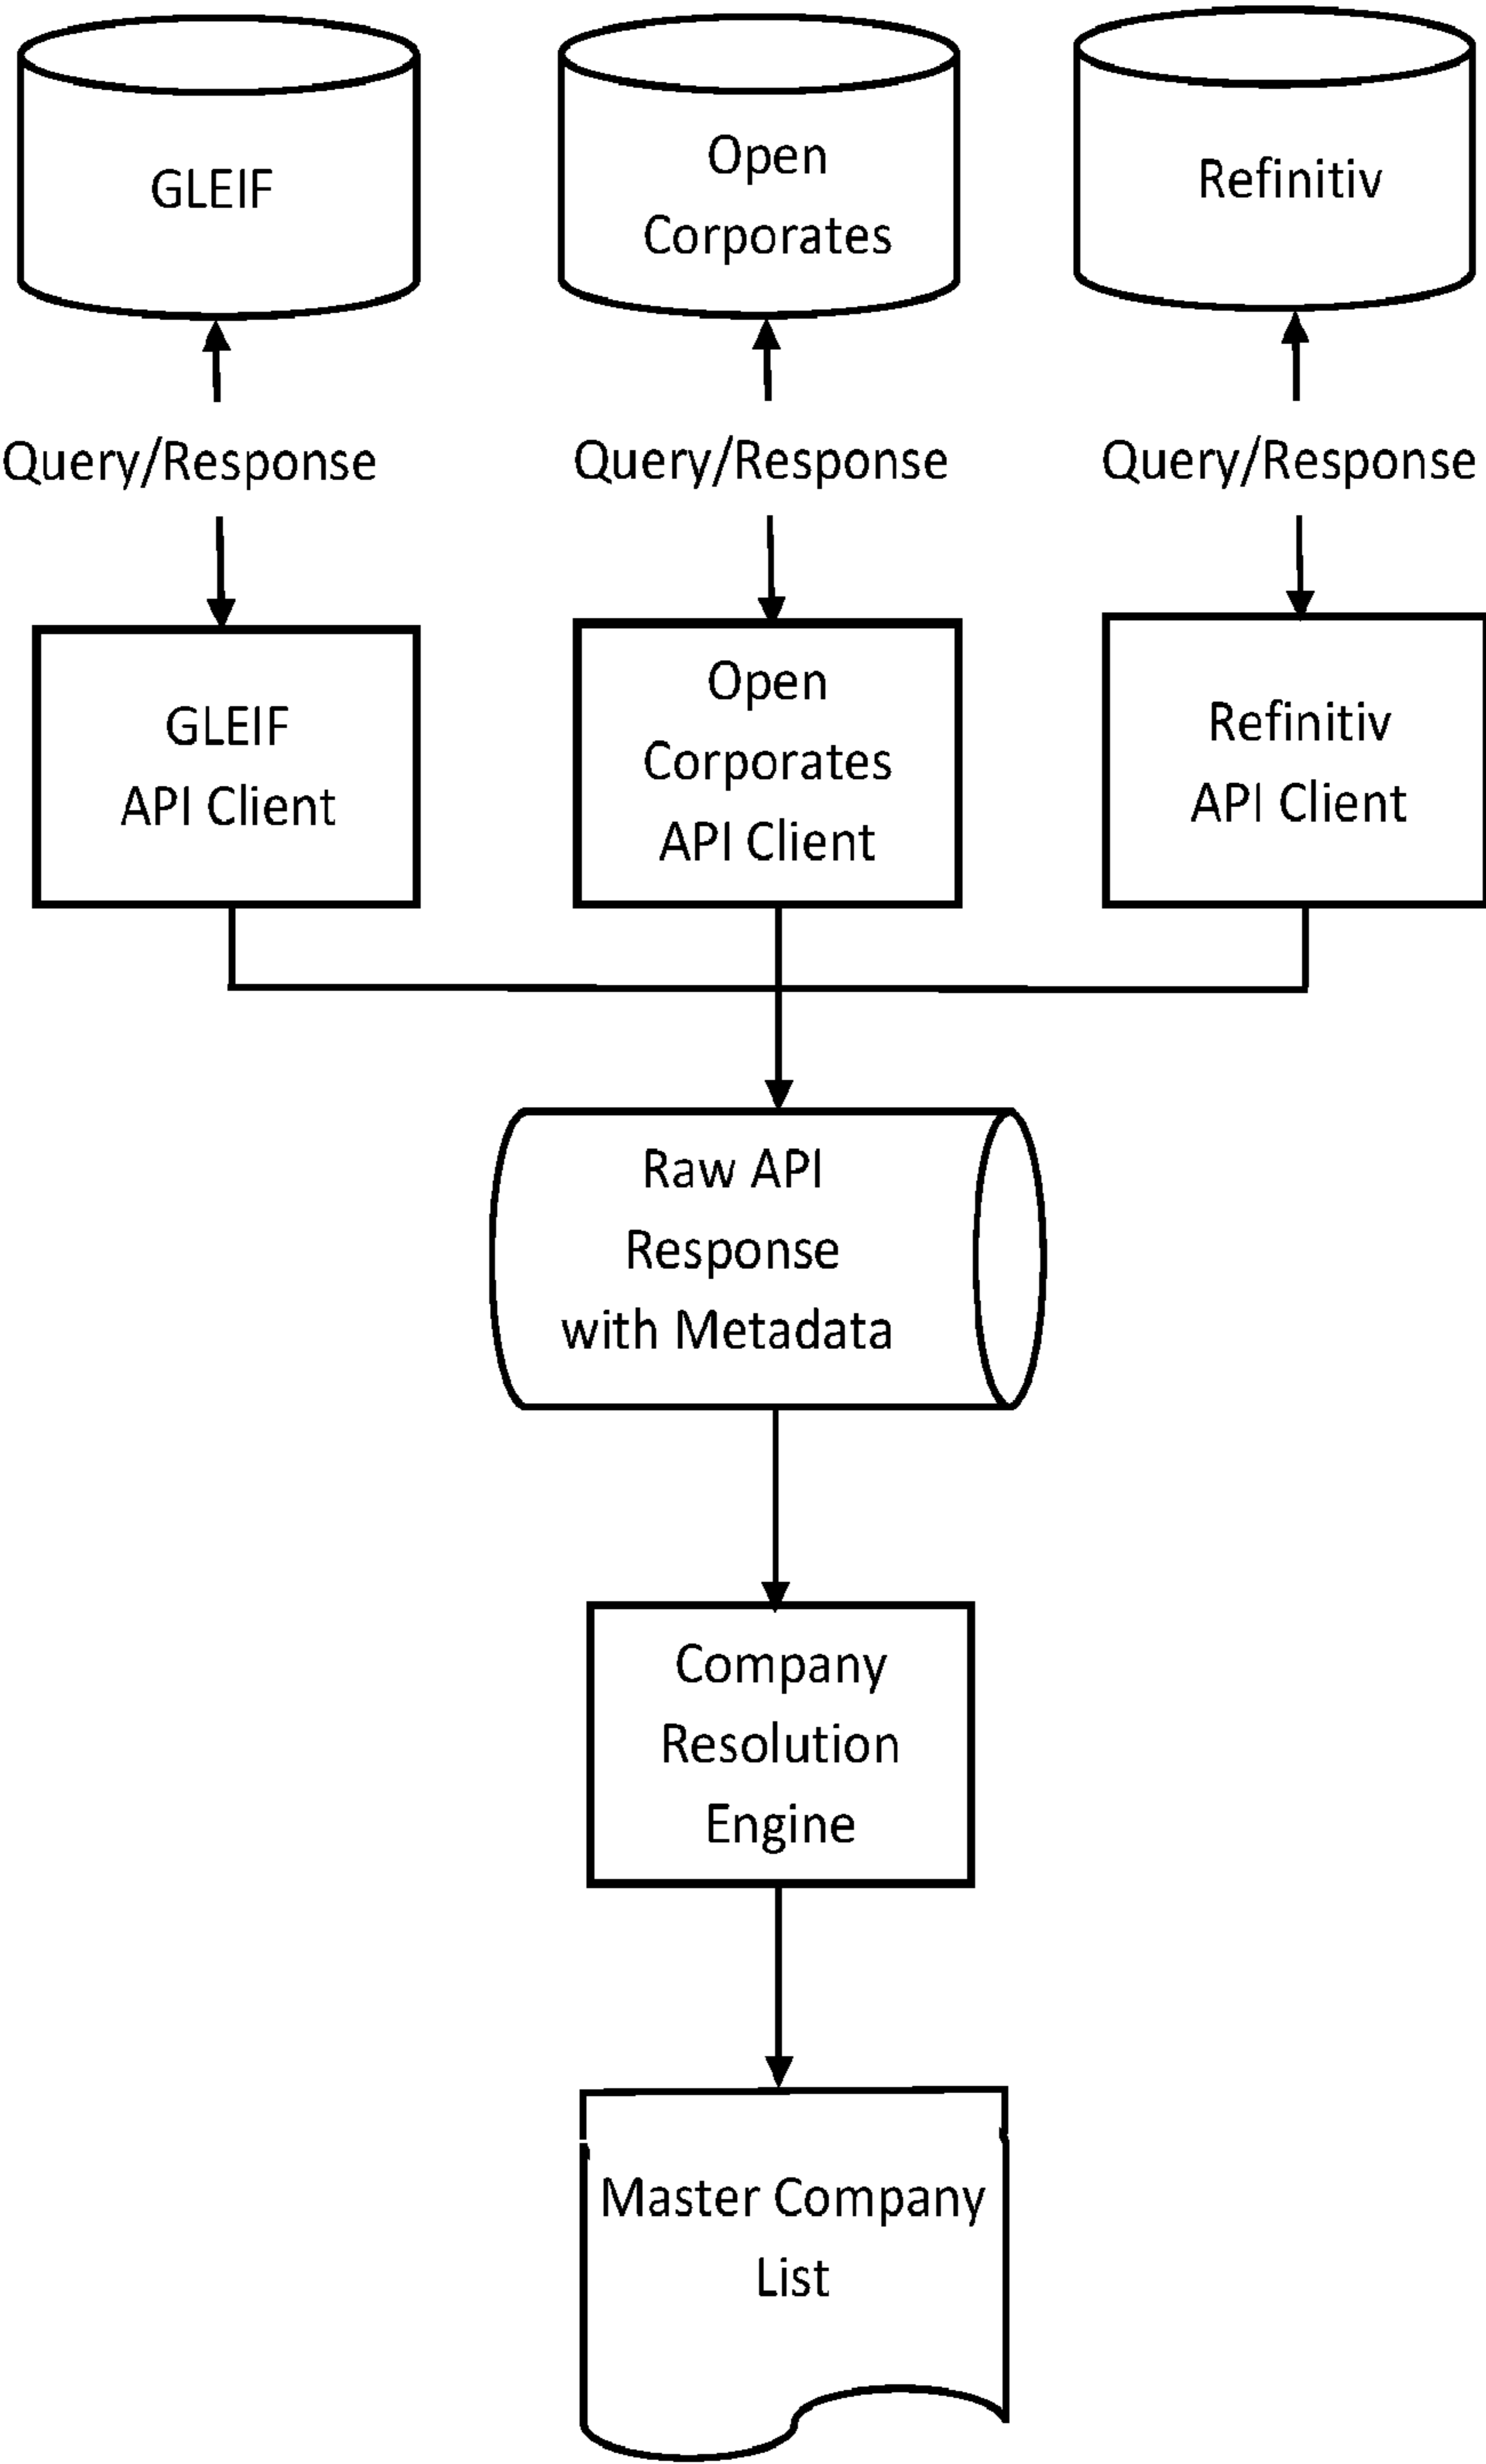 GLEIF
Open
Corporates
Refinitiv
Query/Response
Query/Response
Query/Response
GLEIF
API Client
Open
Corporates
API Client
Refinitiv
API Client
Raw API
Response
with Metadata
Company
Resolution
Engine
Master Company
List